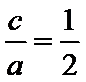 c/a = 1/2